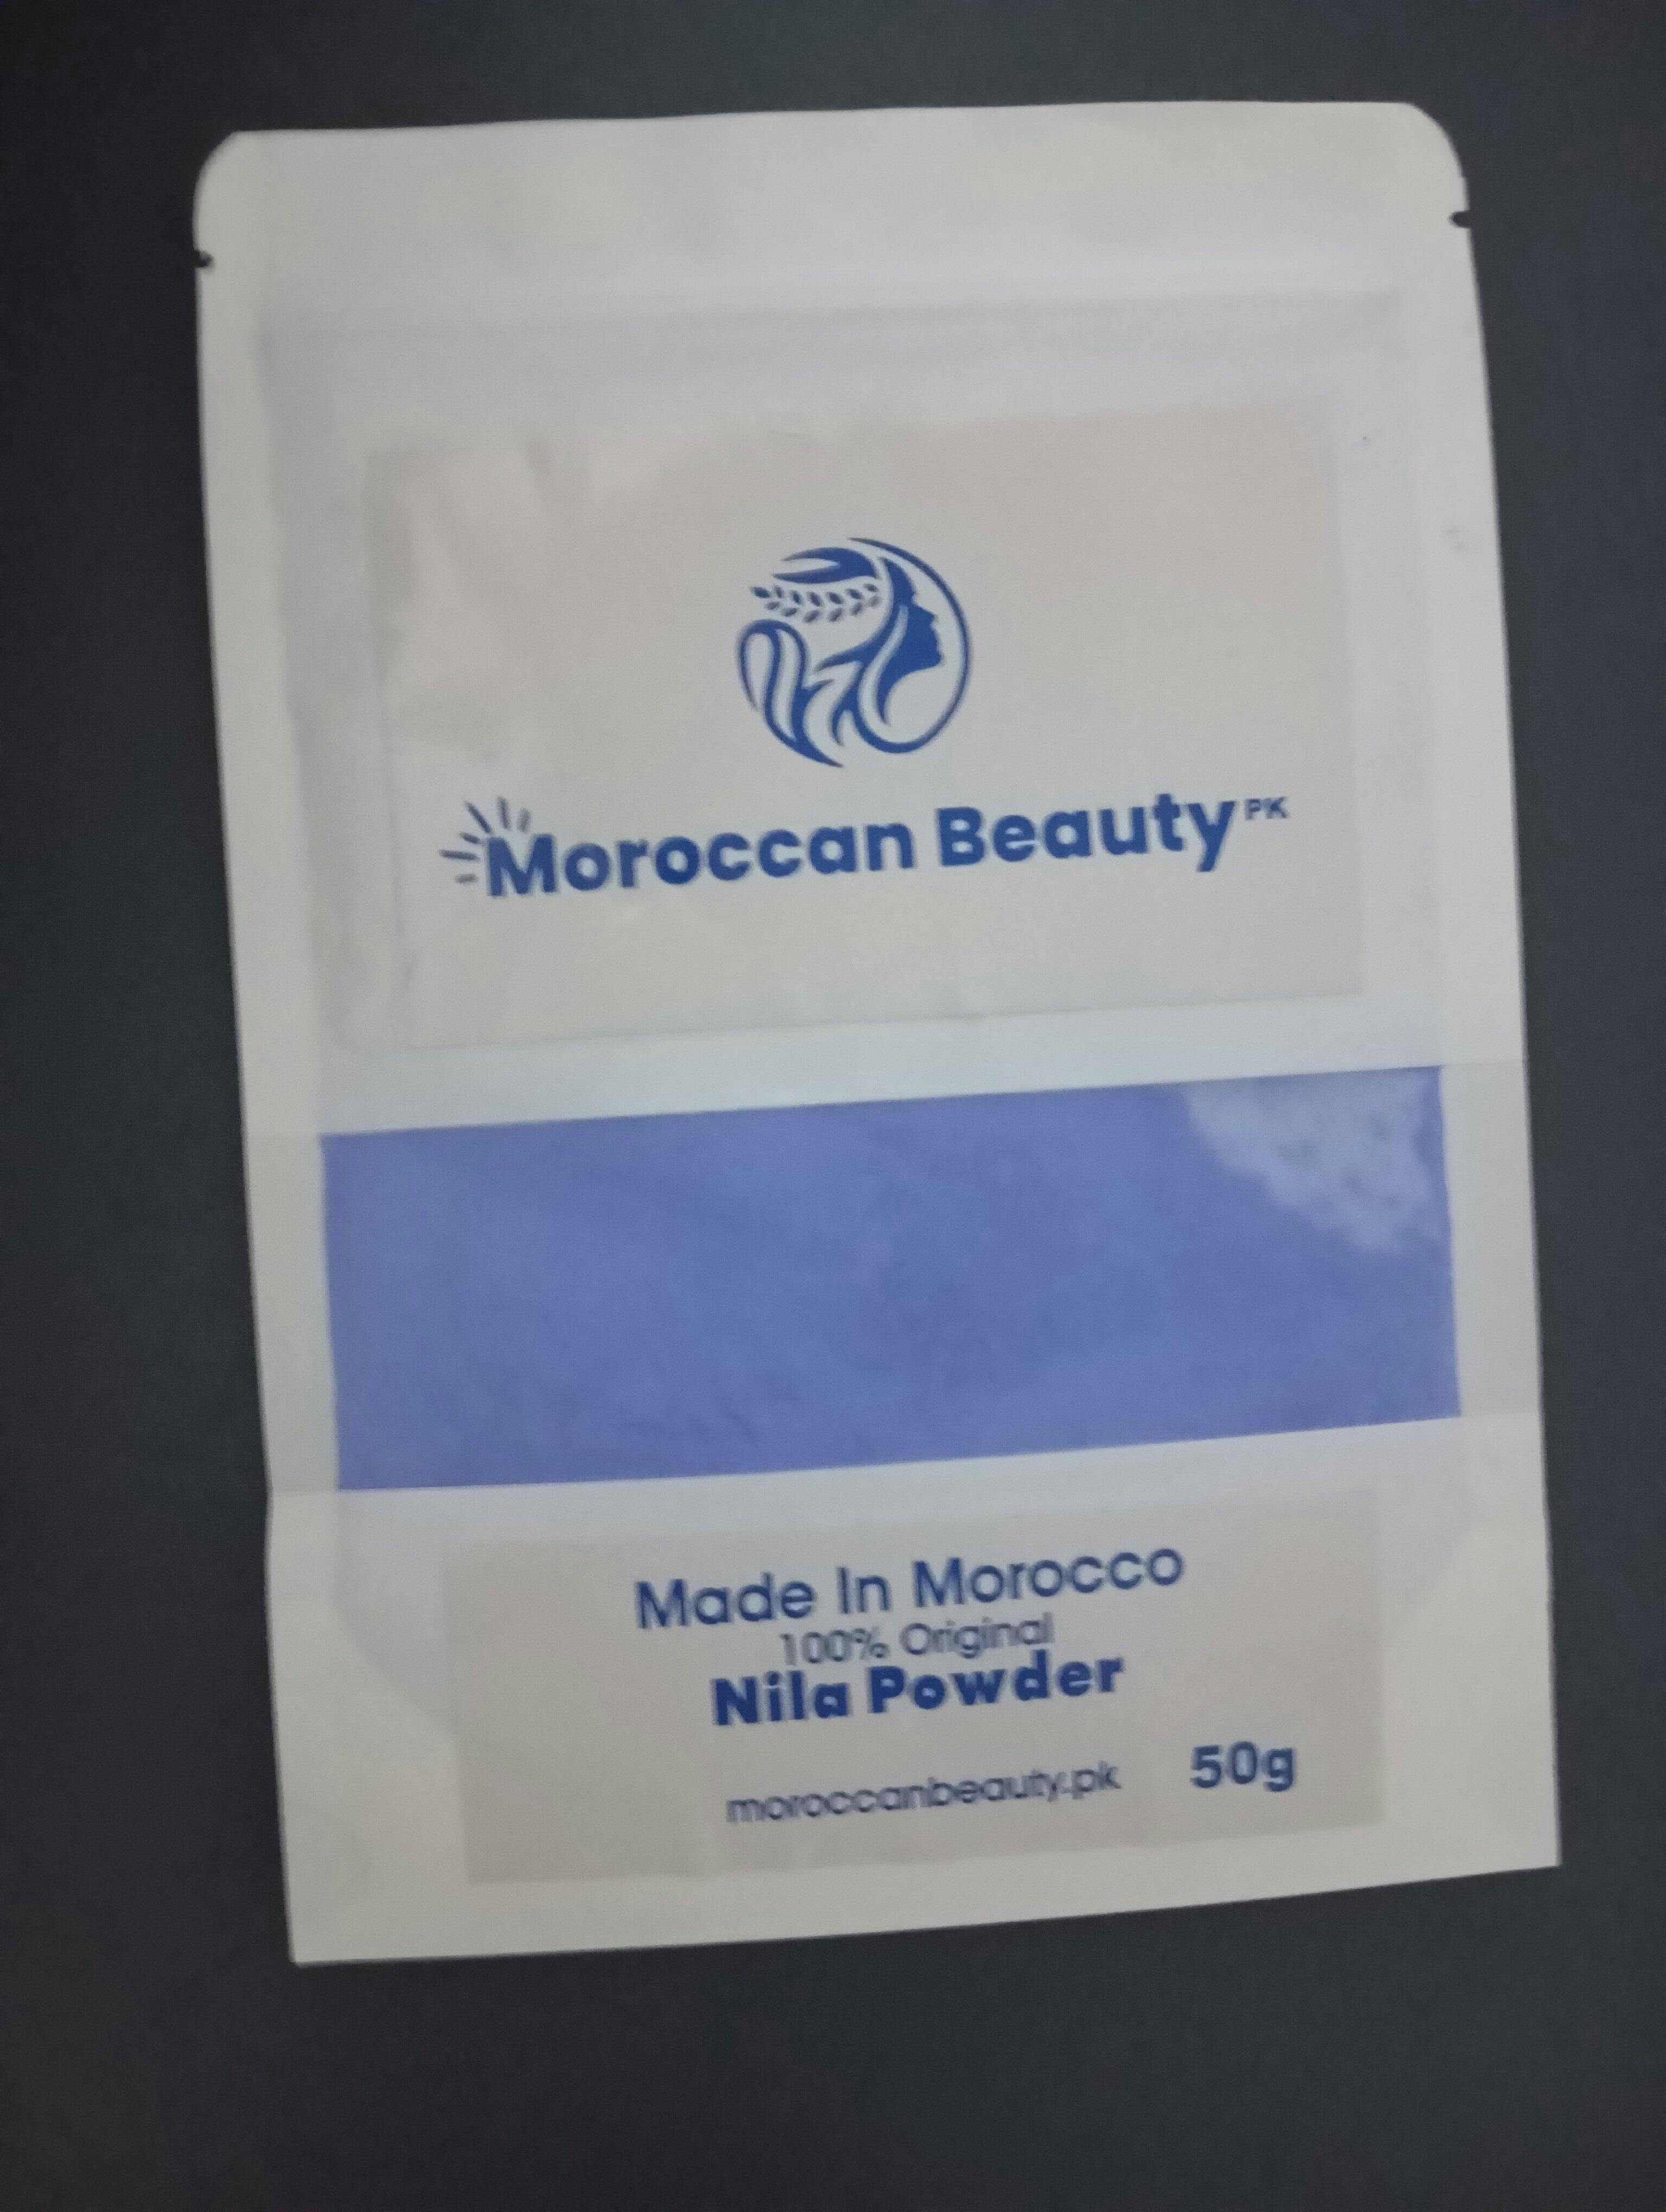 Moroccan Beauty PK
Made In Morocco
100% Original
Nila Powder
moroccanbeauty.pk 50g